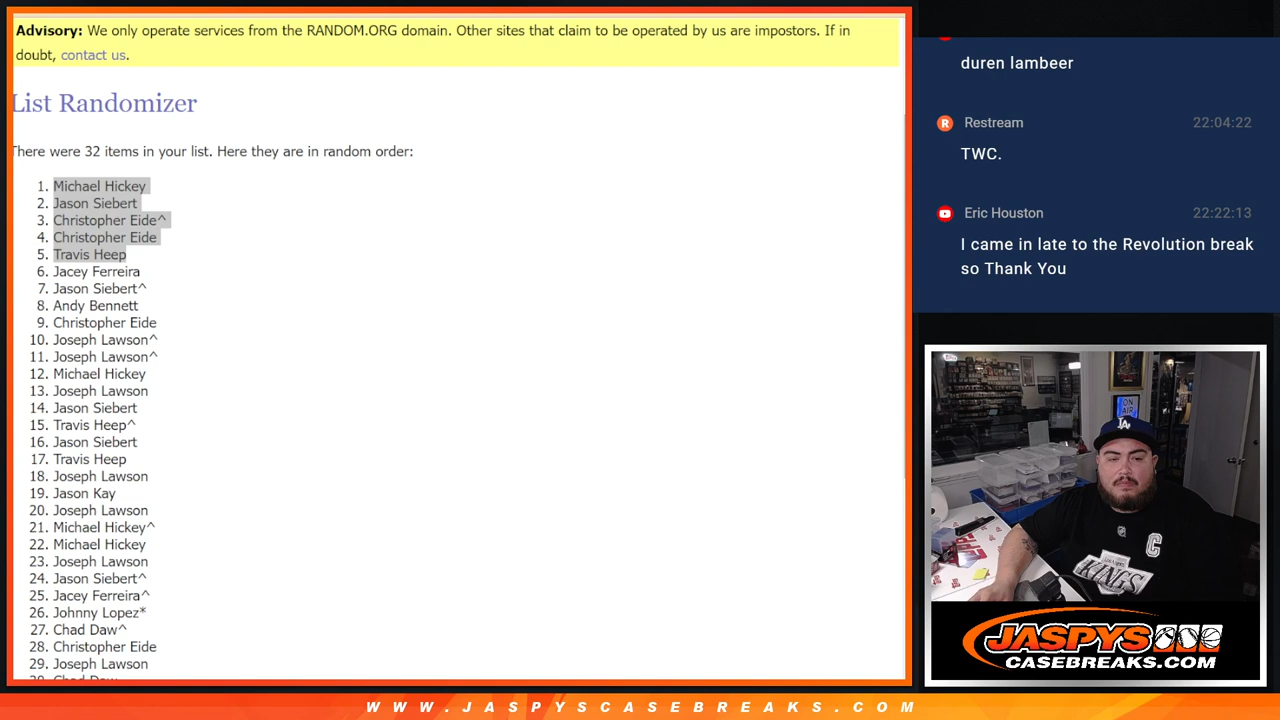 Advisory: We only operate services from the RANDOM.ORG domain. Other sites that claim to be operated by us are impostors. If in
doubt, contact us.
List Randomizer
There were 32 items in your list. Here they are in random order:
1. Michael Hickey
2. Jason Siebert
3. Christopher Eide^
4. Christopher Eide
5. Travis Heep
6. Jacey Ferreira
7. Jason Siebert^
8. Andy Bennett
9. Christopher Eide
10. Joseph Lawson^
11. Joseph Lawson^
12. Michael Hickey
13. Joseph Lawson
14. Jason Siebert
15. Travis Heep^
16. Jason Siebert
17. Travis Heep
18. Joseph Lawson
19. Jason Kay
20. Joseph Lawson
21. Michael Hickey^
22. Michael Hickey
23. Joseph Lawson
24. Jason Siebert^
25. Jacey Ferreira^
26. Johnny Lopez*
27. Chad Daw^
28. Christopher Eide
29. Joseph Lawson
30. Chad Daw
duren lambeer
Restream 22:04:22
TWC.
Eric Houston 22:22:13
I came in late to the Revolution break
so Thank You
ON
AIR
LA
C
KINGS
JASPYS
CASEBREAKS.COM
WWW.JASPYSCASEBREAKS.COM